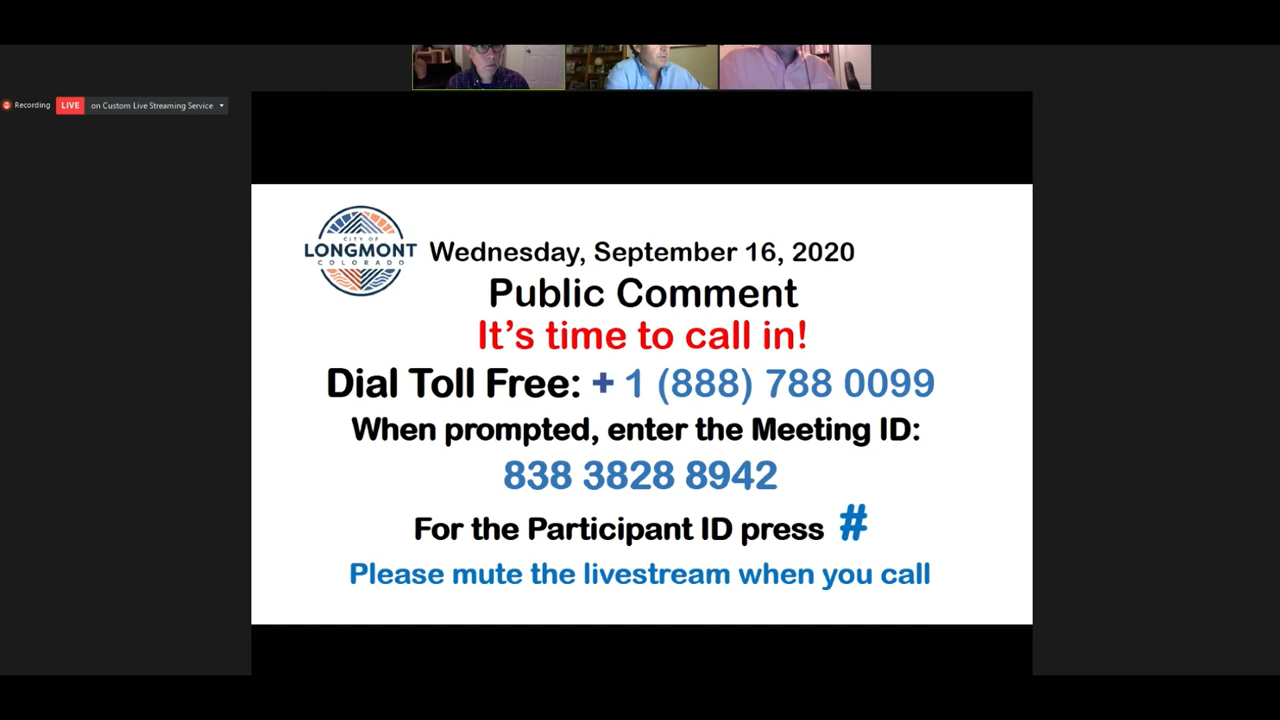 Recording LIVE on Custom Live Streaming Service
CITY OF
LONGMONT
COLORADO
Wednesday, September 16, 2020
Public Comment
It's time to call in!
Dial Toll Free: + 1 (888) 788 0099
When prompted, enter the Meeting ID:
838 3828 8942
For the Participant ID press #
Please mute the livestream when you call